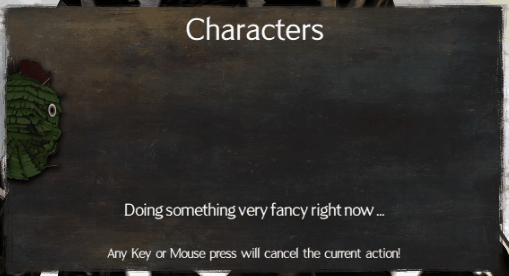 Characters
Doing something very fancy right now ...
Any Key or Mouse press will cancel the current action!